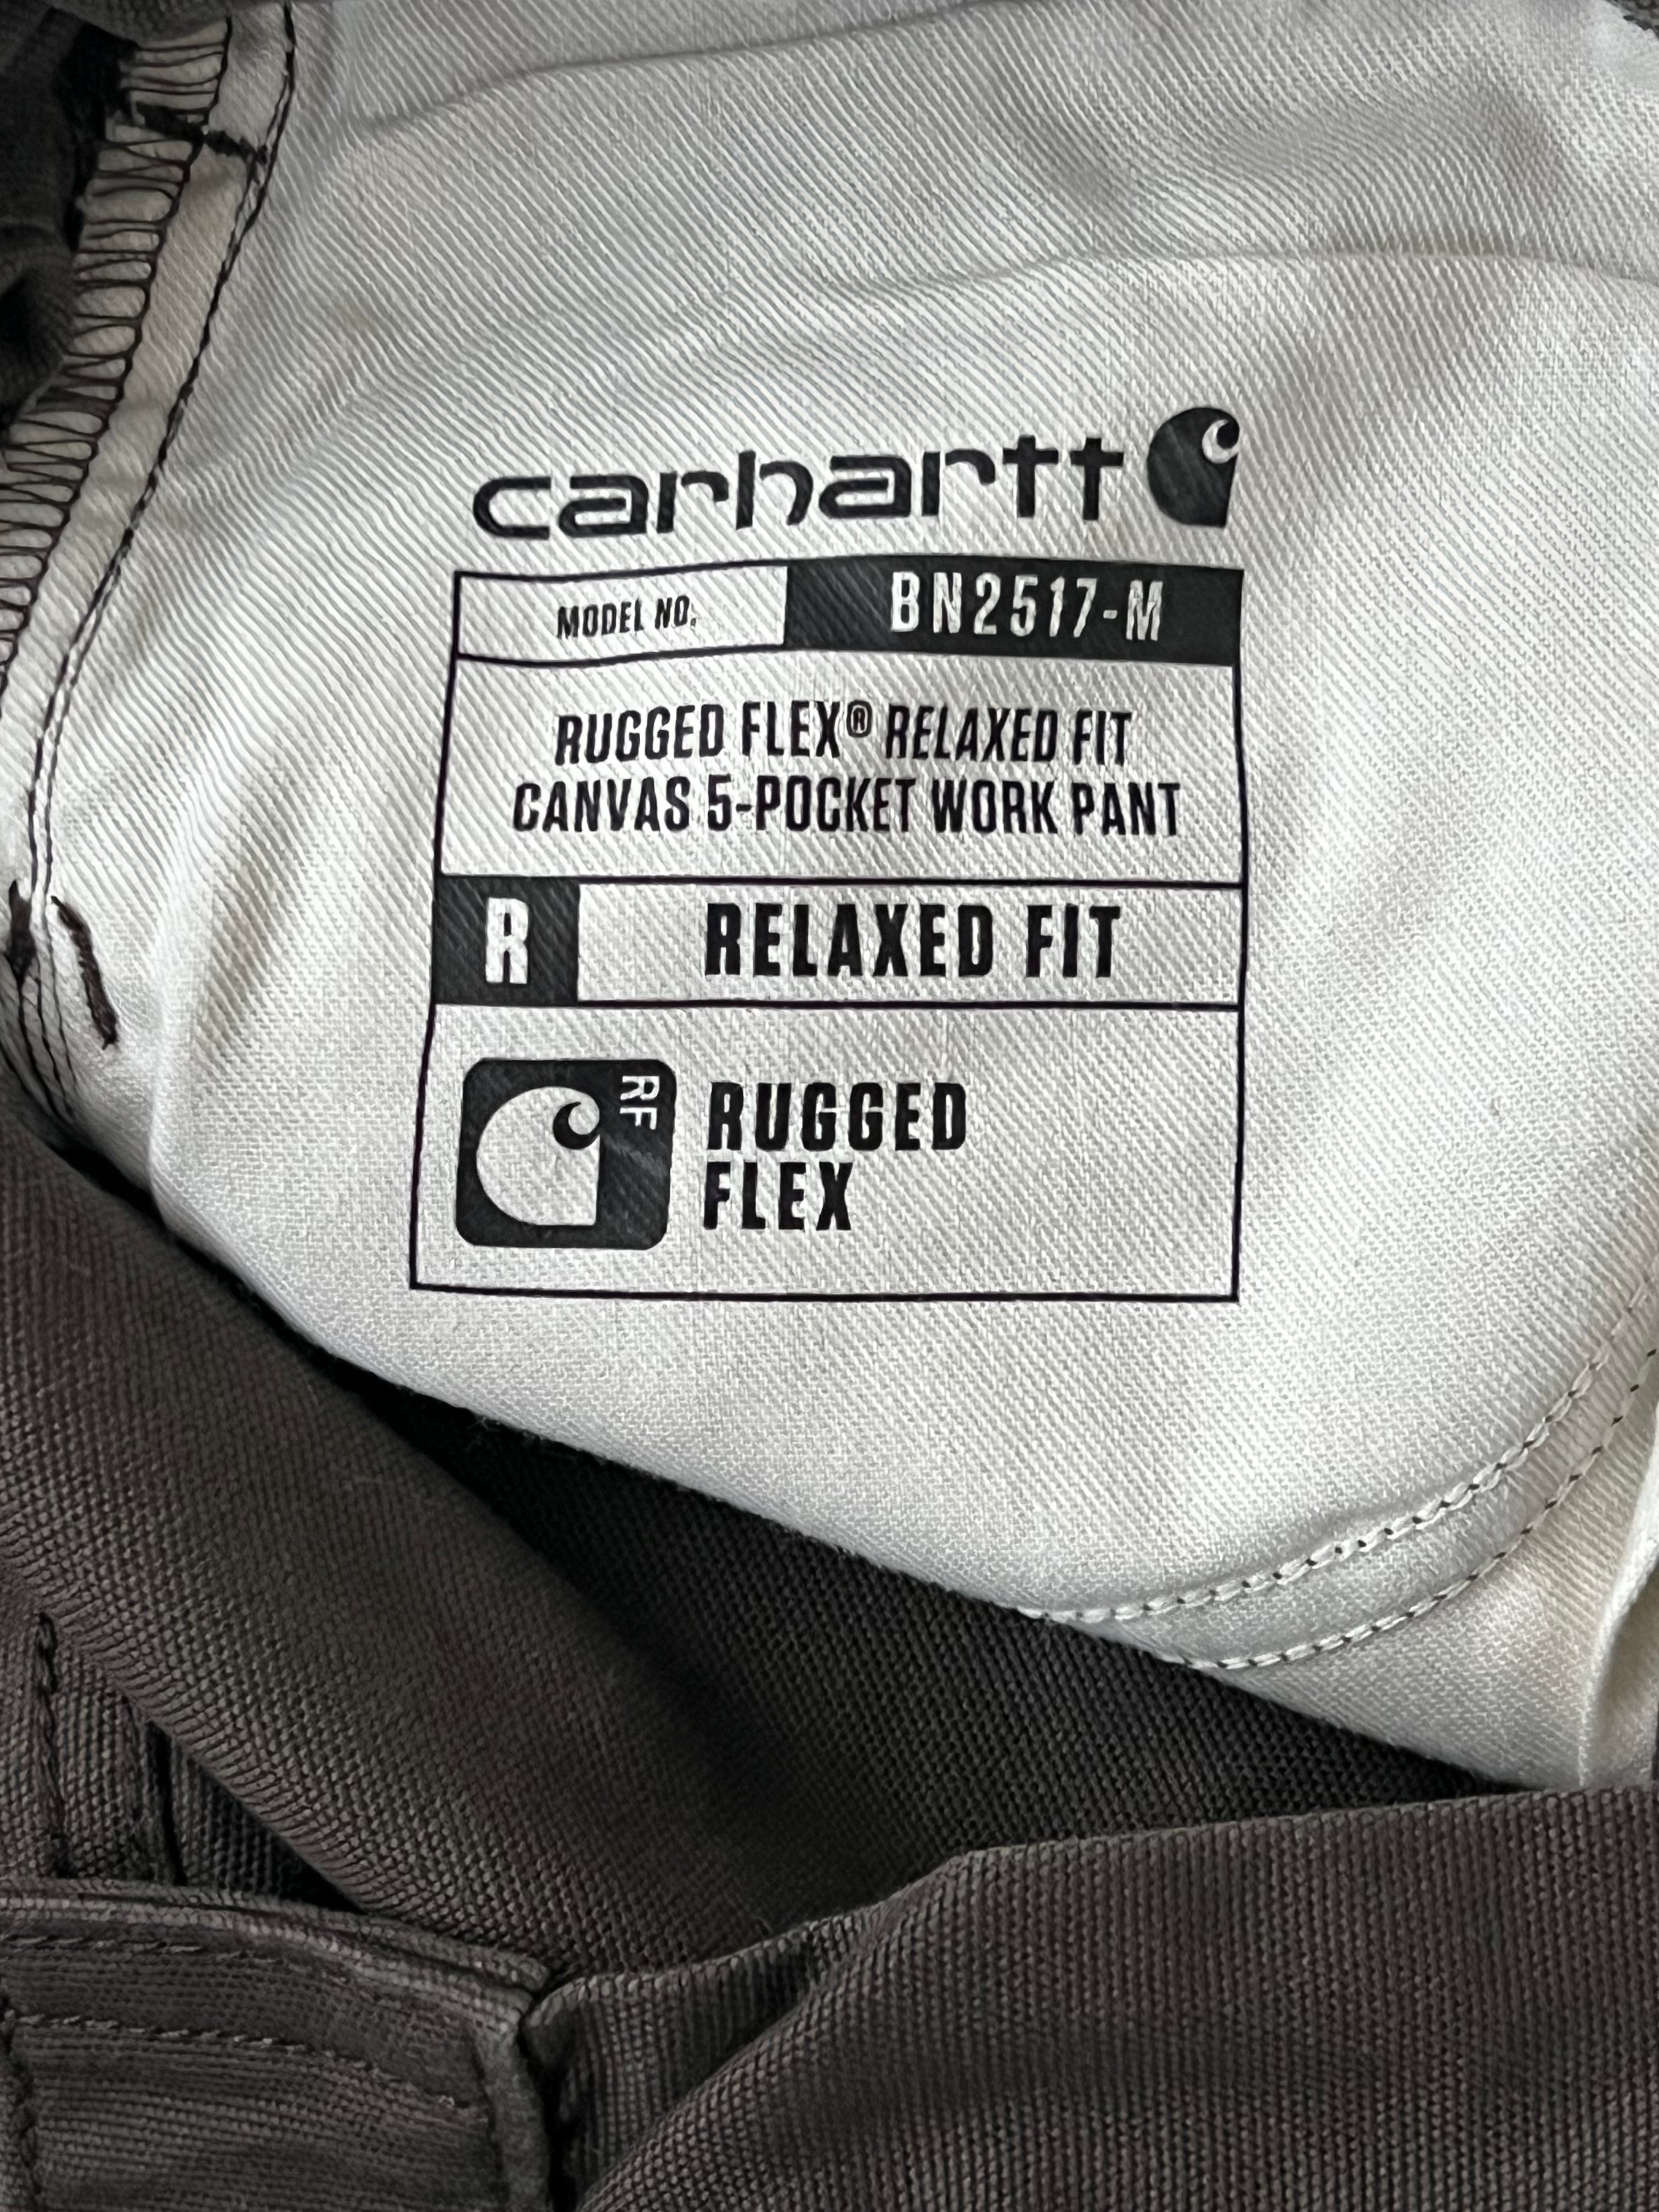 carhartt
MODEL NO. BN2517-M
RUGGED FLEX® RELAXED FIT
CANVAS 5-POCKET WORK PANT
R RELAXED FIT
RF
RUGGED
FLEX